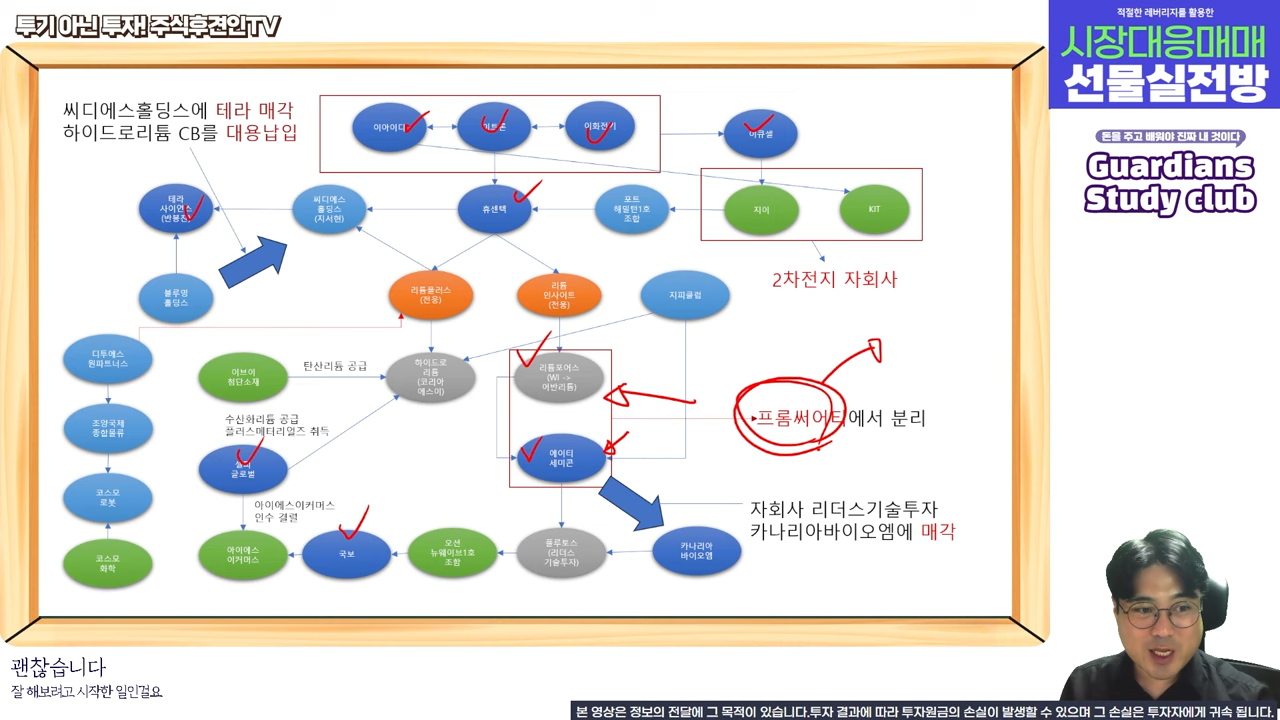 투기 아닌 투자! 주식후견인TV
적절한 레버리지를 활용한
시장대응매매
선물실전방
돈을 주고 배워야 진짜 내 것이다
Guardians
Study club
씨디에스홀딩스에 테라 매각
하이드로리튬 CB를 대용납입
이아이디
이트론
이화전기
이큐셀
테라
사이언스
씨디에스
홀딩스
(지서현)
휴센텍
포트
해밀턴1호
조합
지이
KIT
2차전지 자회사
블루밍
홀딩스
리튬플러스
(전웅)
리튬
인사이트
(전웅)
지피클럽
디투에스
원파트너스
이브이
첨단소재
탄산리튬 공급
하이드로
리튬
(코리아
에스이)
리튬포어스
(WI ->
어반리튬)
프롬써어티에서 분리
조양국제
종합물류
수산화리튬 공급
플러스메터리얼즈 취득
글로벌
에이티
세미콘
코스모
로봇
아이에스이커머스
인수 결렬
자회사 리더스기술투자
카나리아바이오엠에 매각
코스모
화학
아이에스
이커머스
국보
오션
뉴웨이브1호
조합
플루토스
(리더스
기술투자)
카나리아
바이오엠
괜찮습니다
잘 해보려고 시작한 일인걸요
본 영상은 정보의 전달에 그 목적이 있습니다.투자 결과에 따라 투자원금의 손실이 발생할 수 있으며 그 손실은 투자자에게 귀속 됩니다.